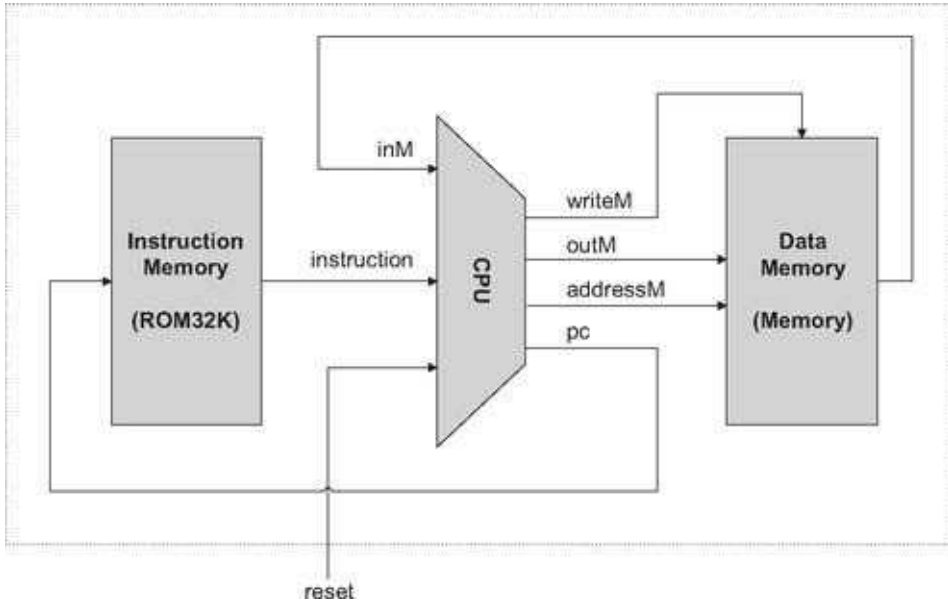 inM
writeM
Instruction
Memory
(ROM32K)
instruction
CPU
outM
addressM
pc
Data
Memory
(Memory)
reset